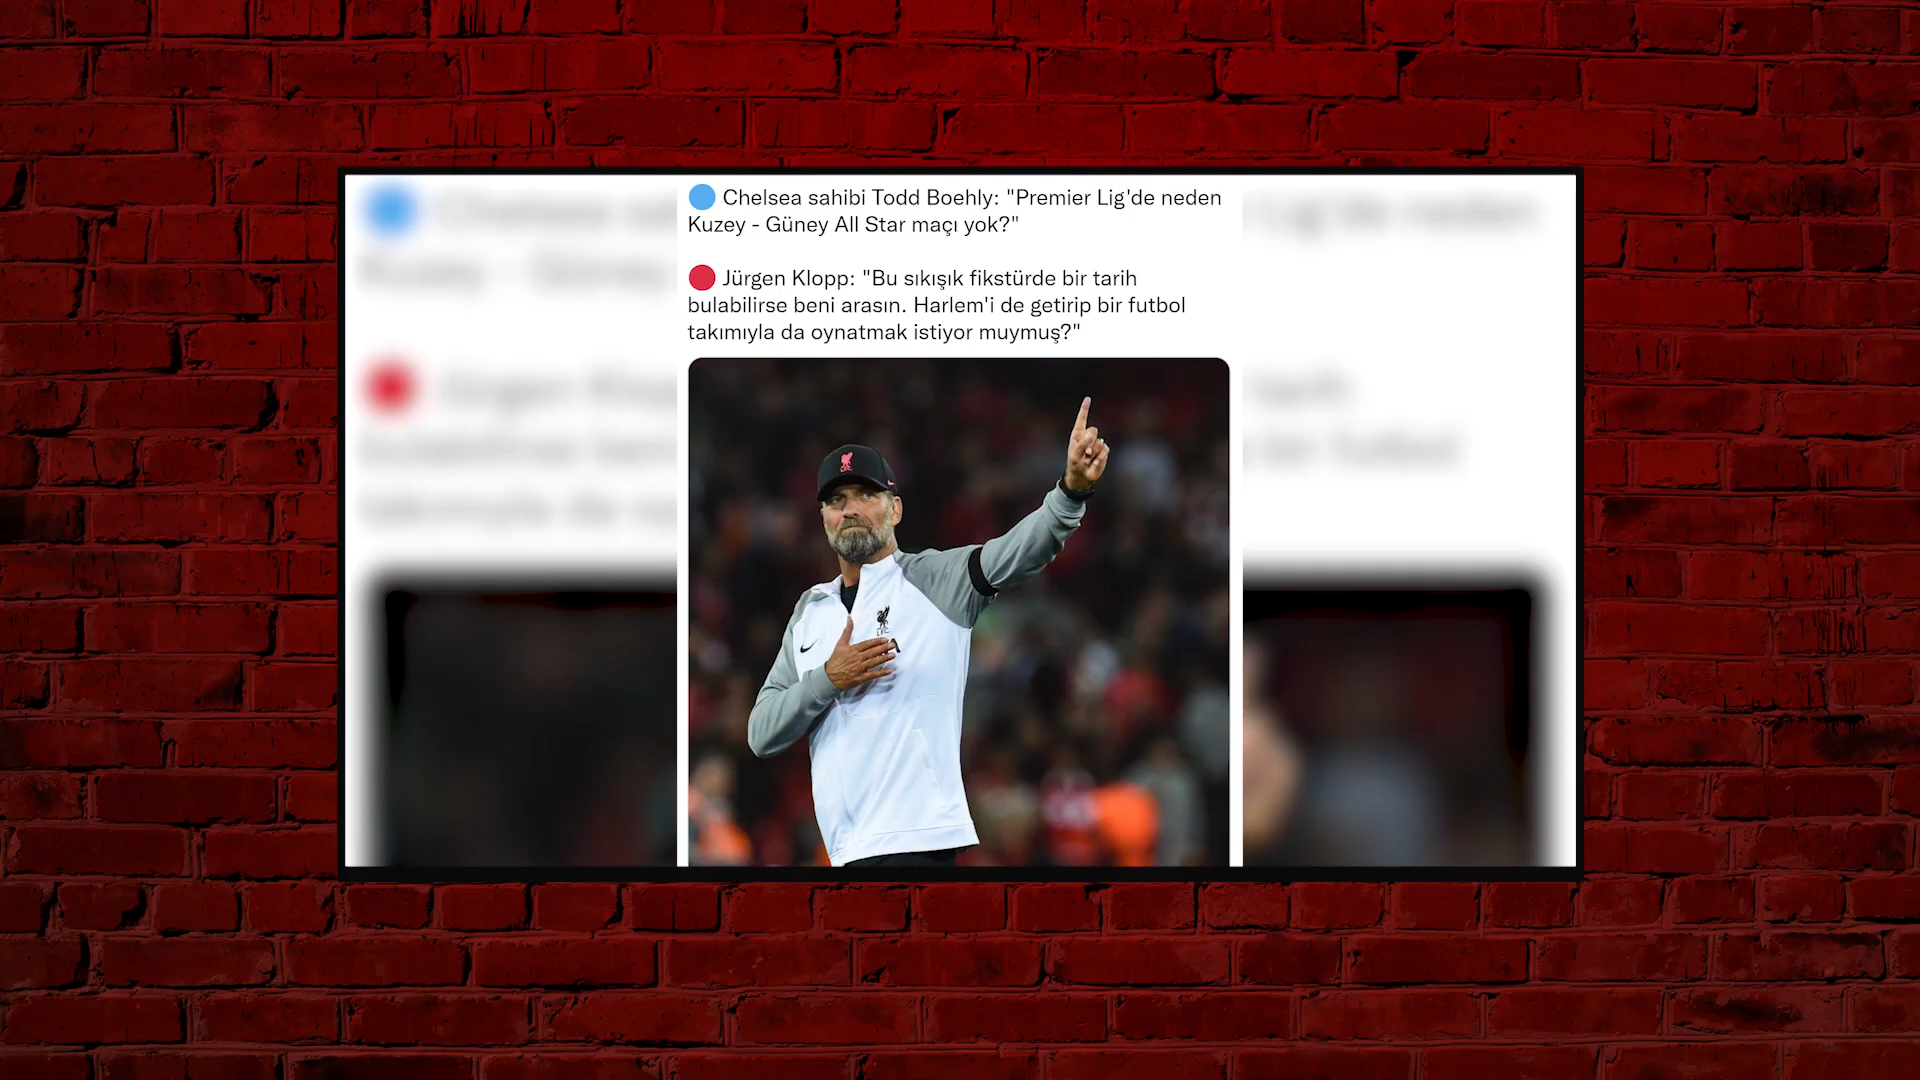 🔵 Chelsea sahibi Todd Boehly: "Premier Lig'de neden
Kuzey - Güney All Star maçı yok?"
🔴 Jürgen Klopp: "Bu sıkışık fikstürde bir tarih
bulabilirse beni arasın. Harlem'i de getirip bir futbol
takımıyla da oynatmak istiyor muymuş?"